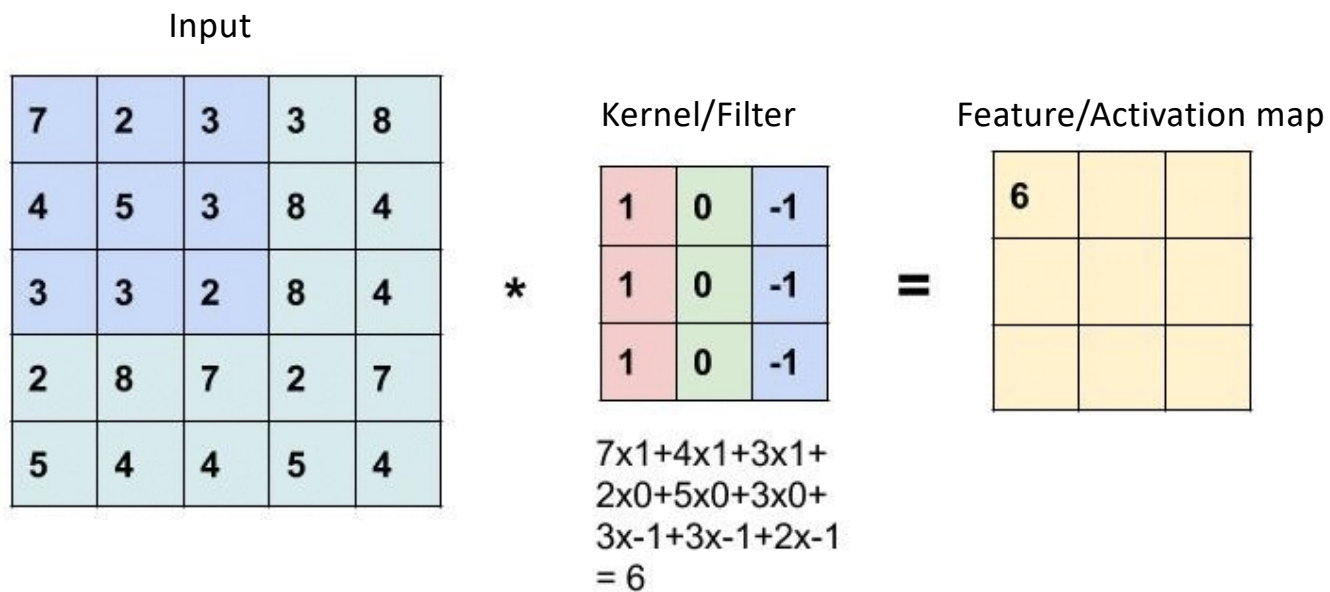 Input
7 2 3 3 8
4 5 3 8 4
3 3 2 8 4
2 8 7 2 7
5 4 4 5 4
*
Kernel/Filter
1 0 -1
1 0 -1
1 0 -1
7x1+4x1+3x1+
2x0+5x0+3x0+
3x-1+3x-1+2x-1
= 6
=
Feature/Activation map
6